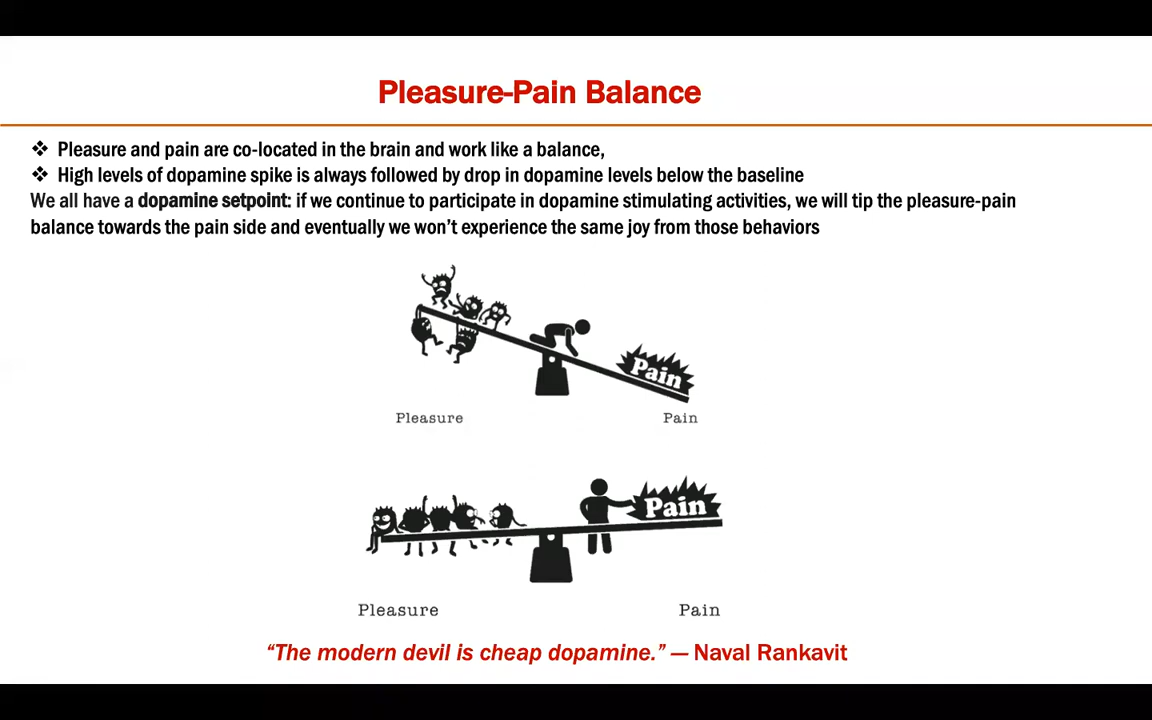 Pleasure-Pain Balance
❖ Pleasure and pain are co-located in the brain and work like a balance,
❖ High levels of dopamine spike is always followed by drop in dopamine levels below the baseline
We all have a dopamine setpoint: if we continue to participate in dopamine stimulating activities, we will tip the pleasure-pain
balance towards the pain side and eventually we won't experience the same joy from those behaviors
Pain
Pleasure Pain
Pain
Pleasure Pain
“The modern devil is cheap dopamine.” — Naval Rankavit